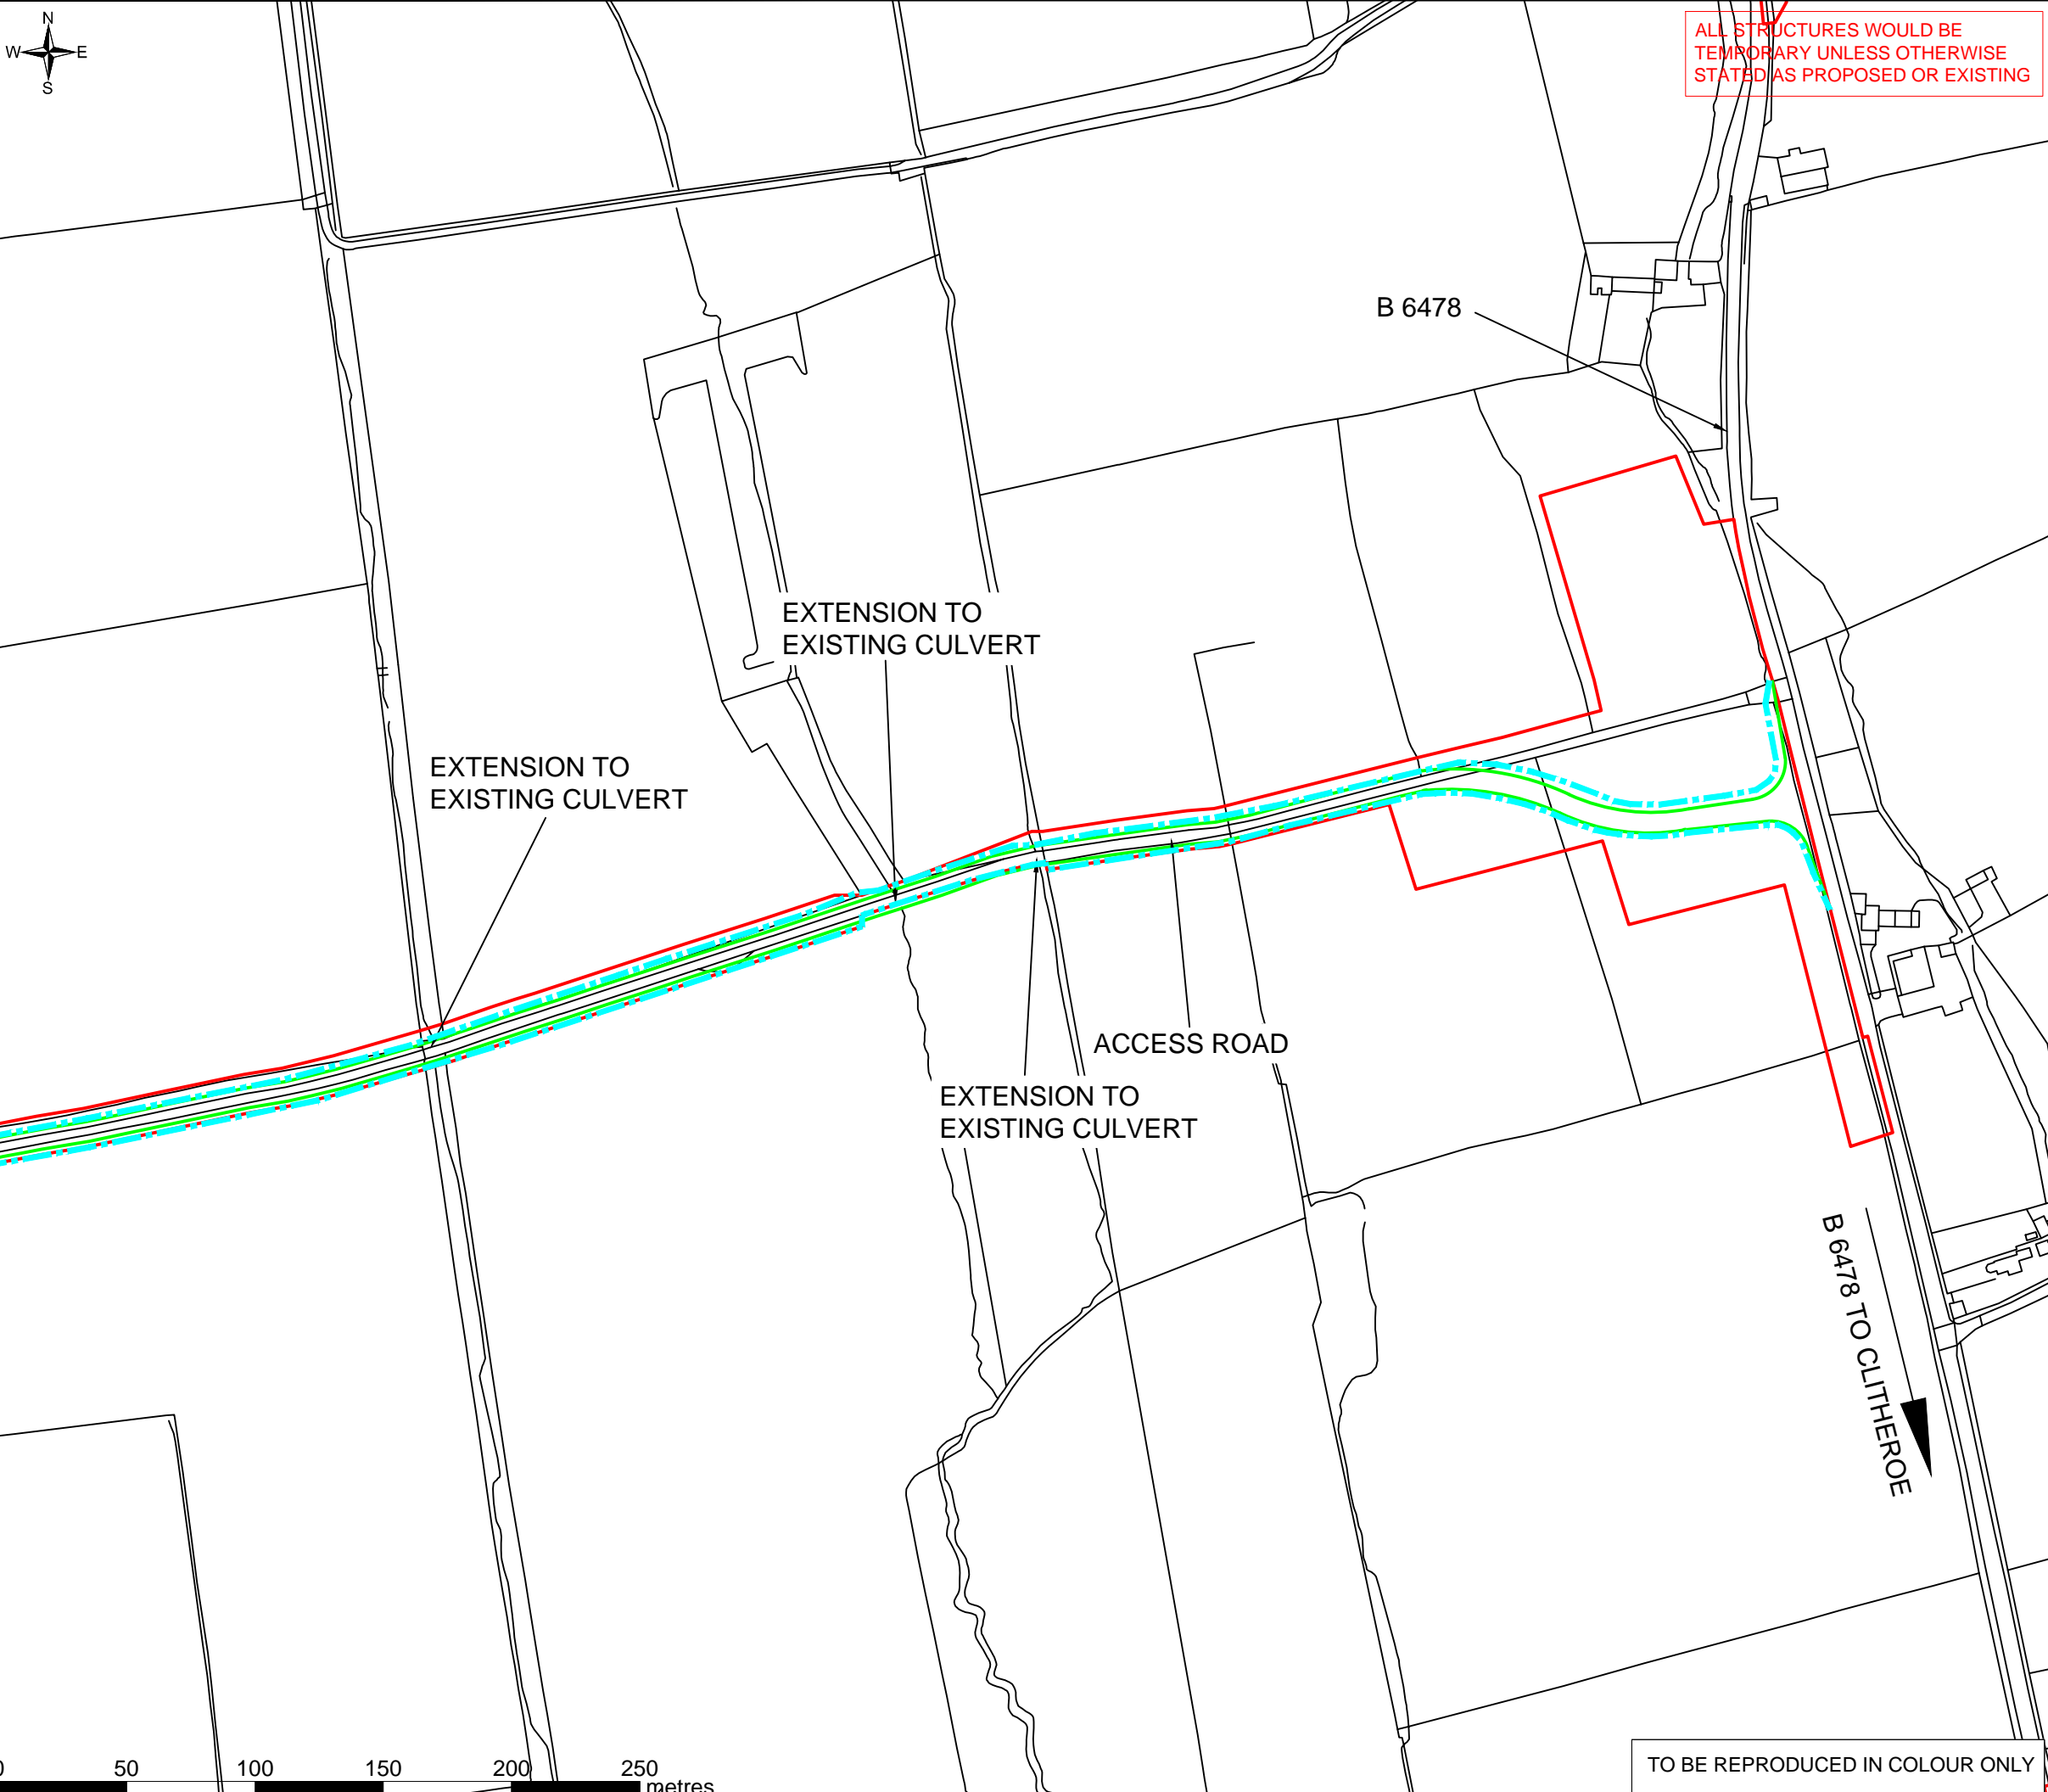 N
W E
S
ALL STRUCTURES WOULD BE
TEMPORARY UNLESS OTHERWISE
STATED AS PROPOSED OR EXISTING
B 6478
EXTENSION TO
EXISTING CULVERT
EXTENSION TO
EXISTING CULVERT
ACCESS ROAD
EXTENSION TO
EXISTING CULVERT
B 6478 TO CLITHEROE
0 50 100 150 200 250
metres
TO BE REPRODUCED IN COLOUR ONLY